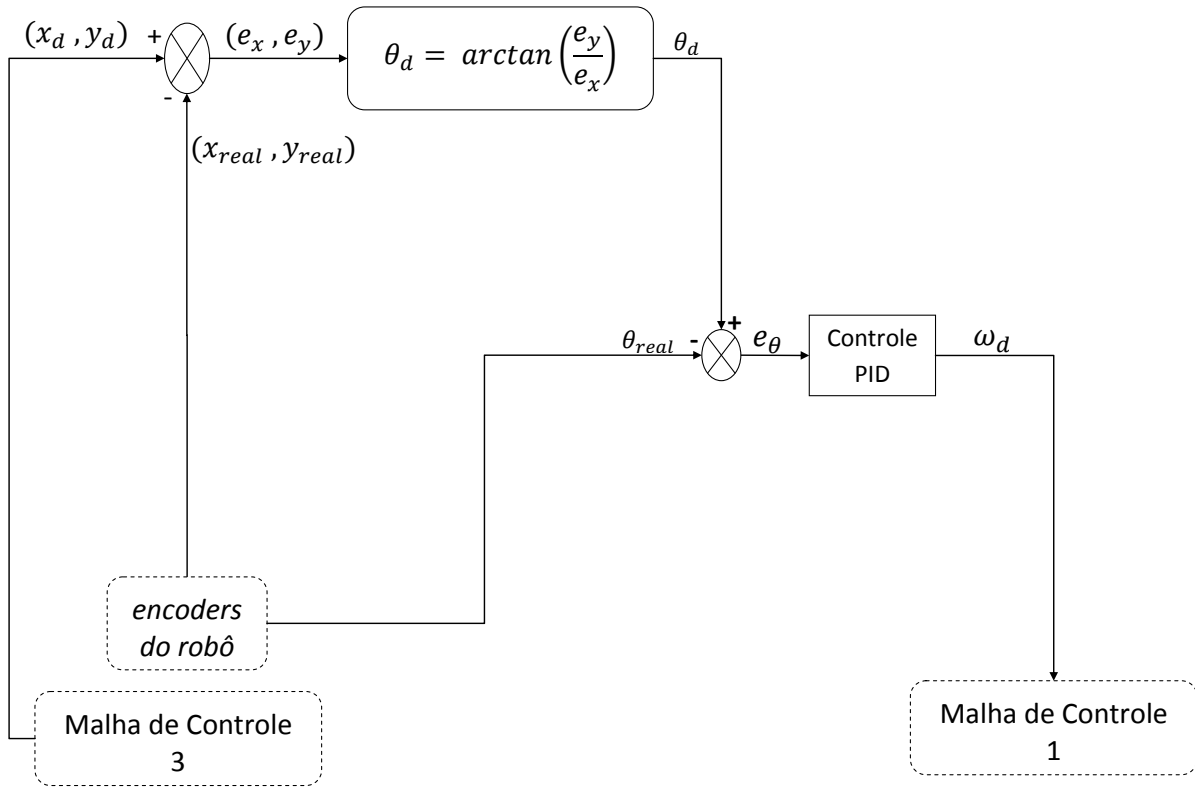 (x_d , y_d) +
(e_x , e_y)
θ_d = arctan(e_y/e_x)
θ_d
-
(x_real , y_real)
+
θ_real -
e_θ
Controle
PID
ω_d
encoders
do robô
Malha de Controle
3
Malha de Controle
1